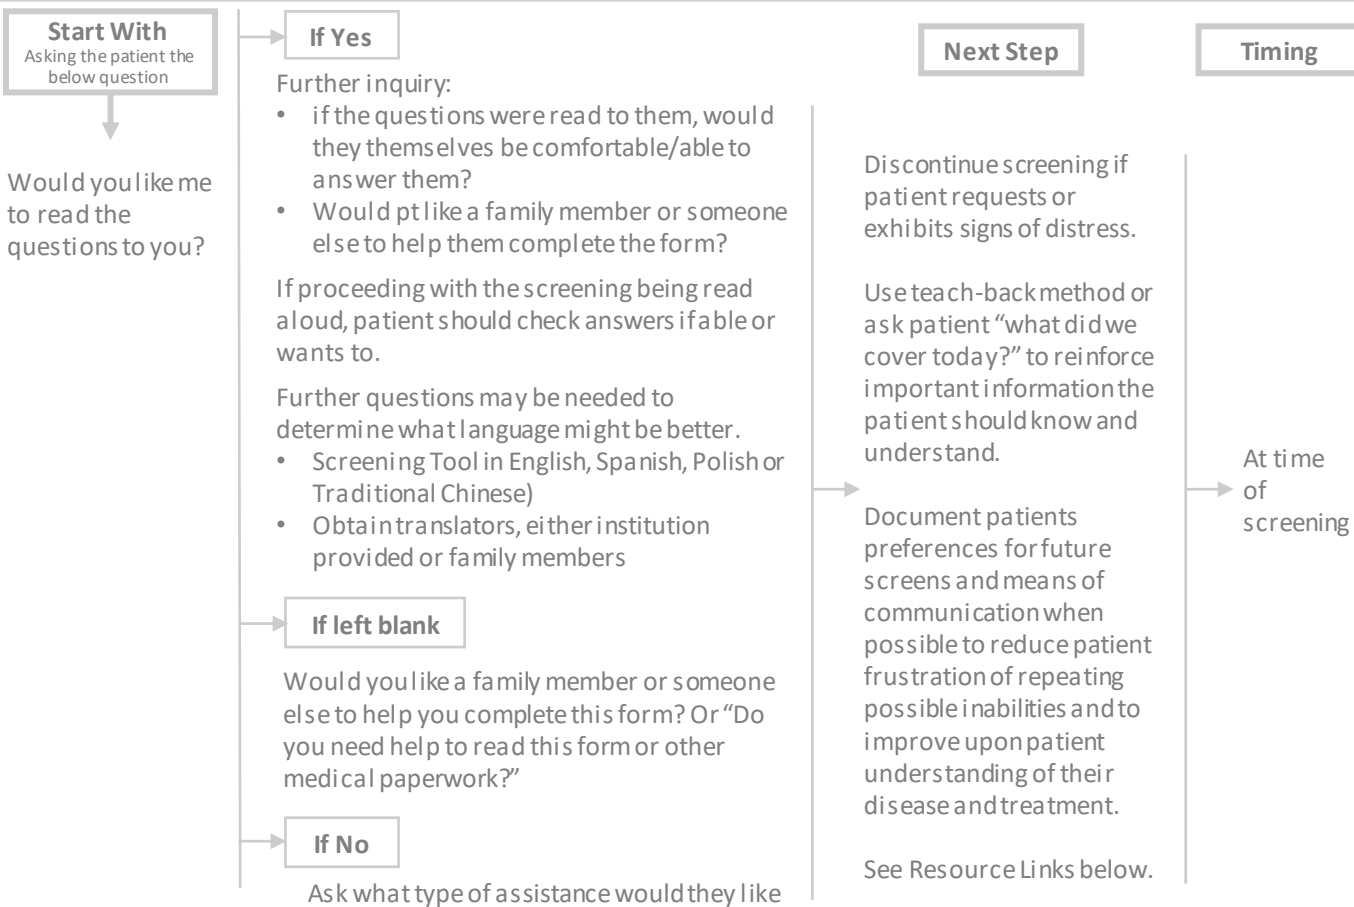 Start With
Asking the patient the
below question
Would you like me
to read the
questions to you?
If Yes
Further inquiry:
• if the questions were read to them, would
they themselves be comfortable/able to
answer them?
• Would pt like a family member or someone
else to help them complete the form?
If proceeding with the screening being read
aloud, patient should check answers if able or
wants to.
Further questions may be needed to
determine what language might be better.
• Screening Tool in English, Spanish, Polish or
Traditional Chinese)
• Obtain translators, either institution
provided or family members
If left blank
Would you like a family member or someone
else to help you complete this form? Or “Do
you need help to read this form or other
medical paperwork?”
If No
Ask what type of assistance would they like
Next Step
Discontinue screening if
patient requests or
exhibits signs of distress.
Use teach-back method or
ask patient “what did we
cover today?” to reinforce
important information the
patient should know and
understand.
Document patients
preferences for future
screens and means of
communication when
possible to reduce patient
frustration of repeating
possible inabilities and to
improve upon patient
understanding of their
disease and treatment.
See Resource Links below.
Timing
At time
of
screening